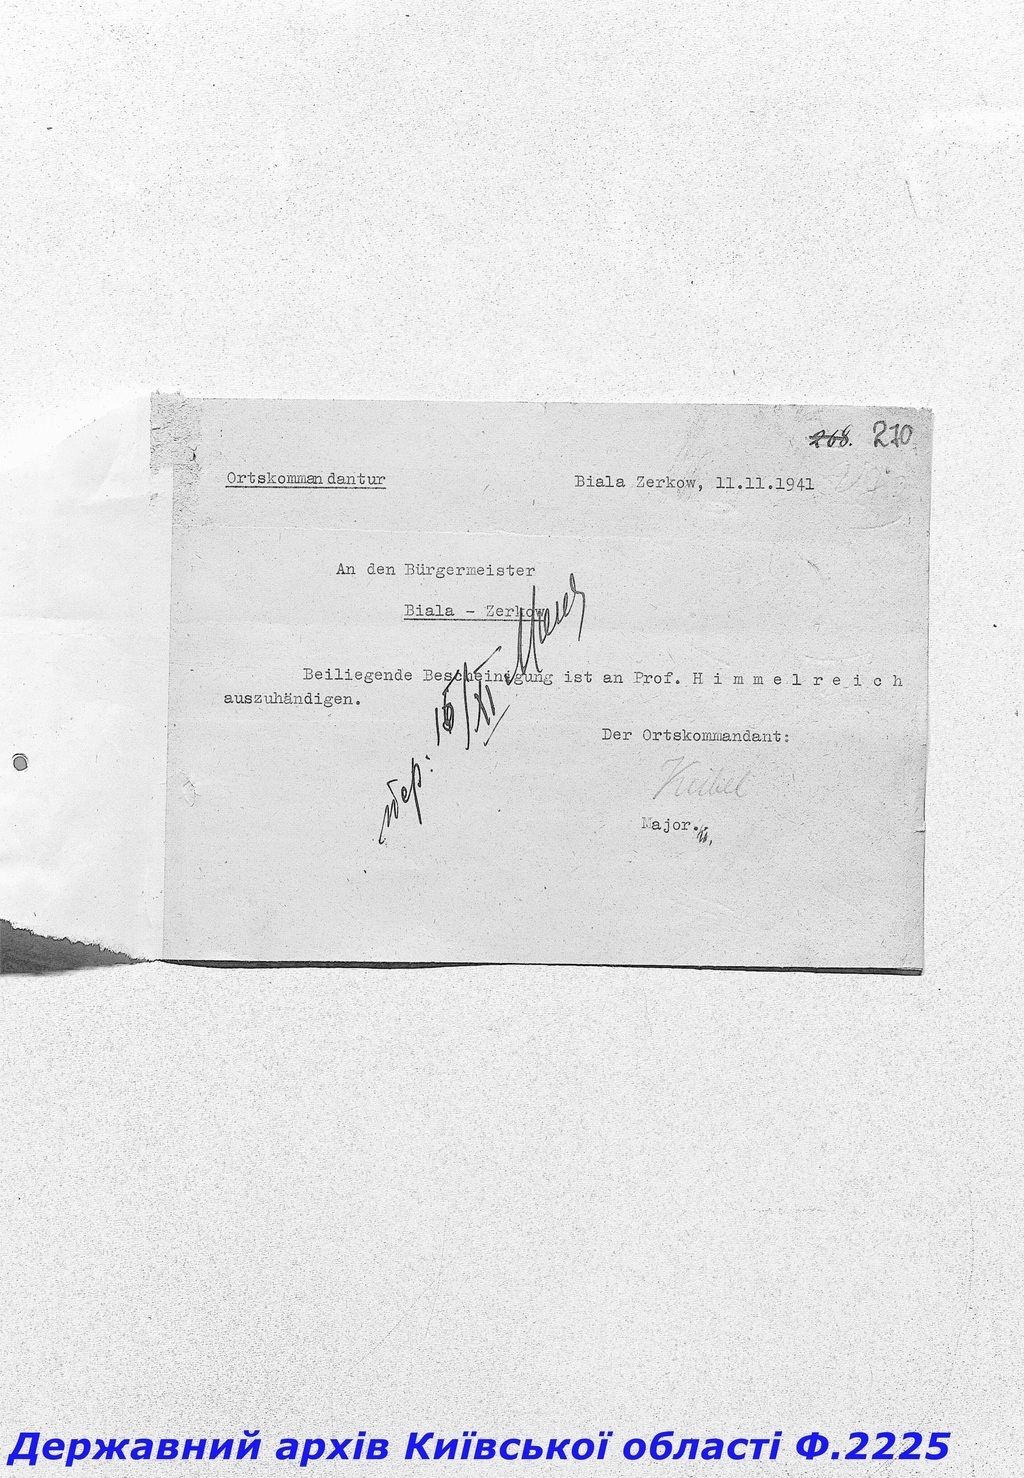 268. 210
Ortskommandantur Biala Zerkow, 11.11.1941
An den Bürgermeister
Biala - Zerkow
Beiliegende Bescheinigung ist an Prof. H i m m e l r e i c h
auszuhändigen.
Der Ortskommandant:
Major.
Державний архів Київської області Ф.2225